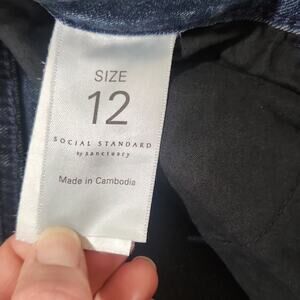 SIZE
12
SOCIAL STANDARD
by sanctuary
Made in Cambodia